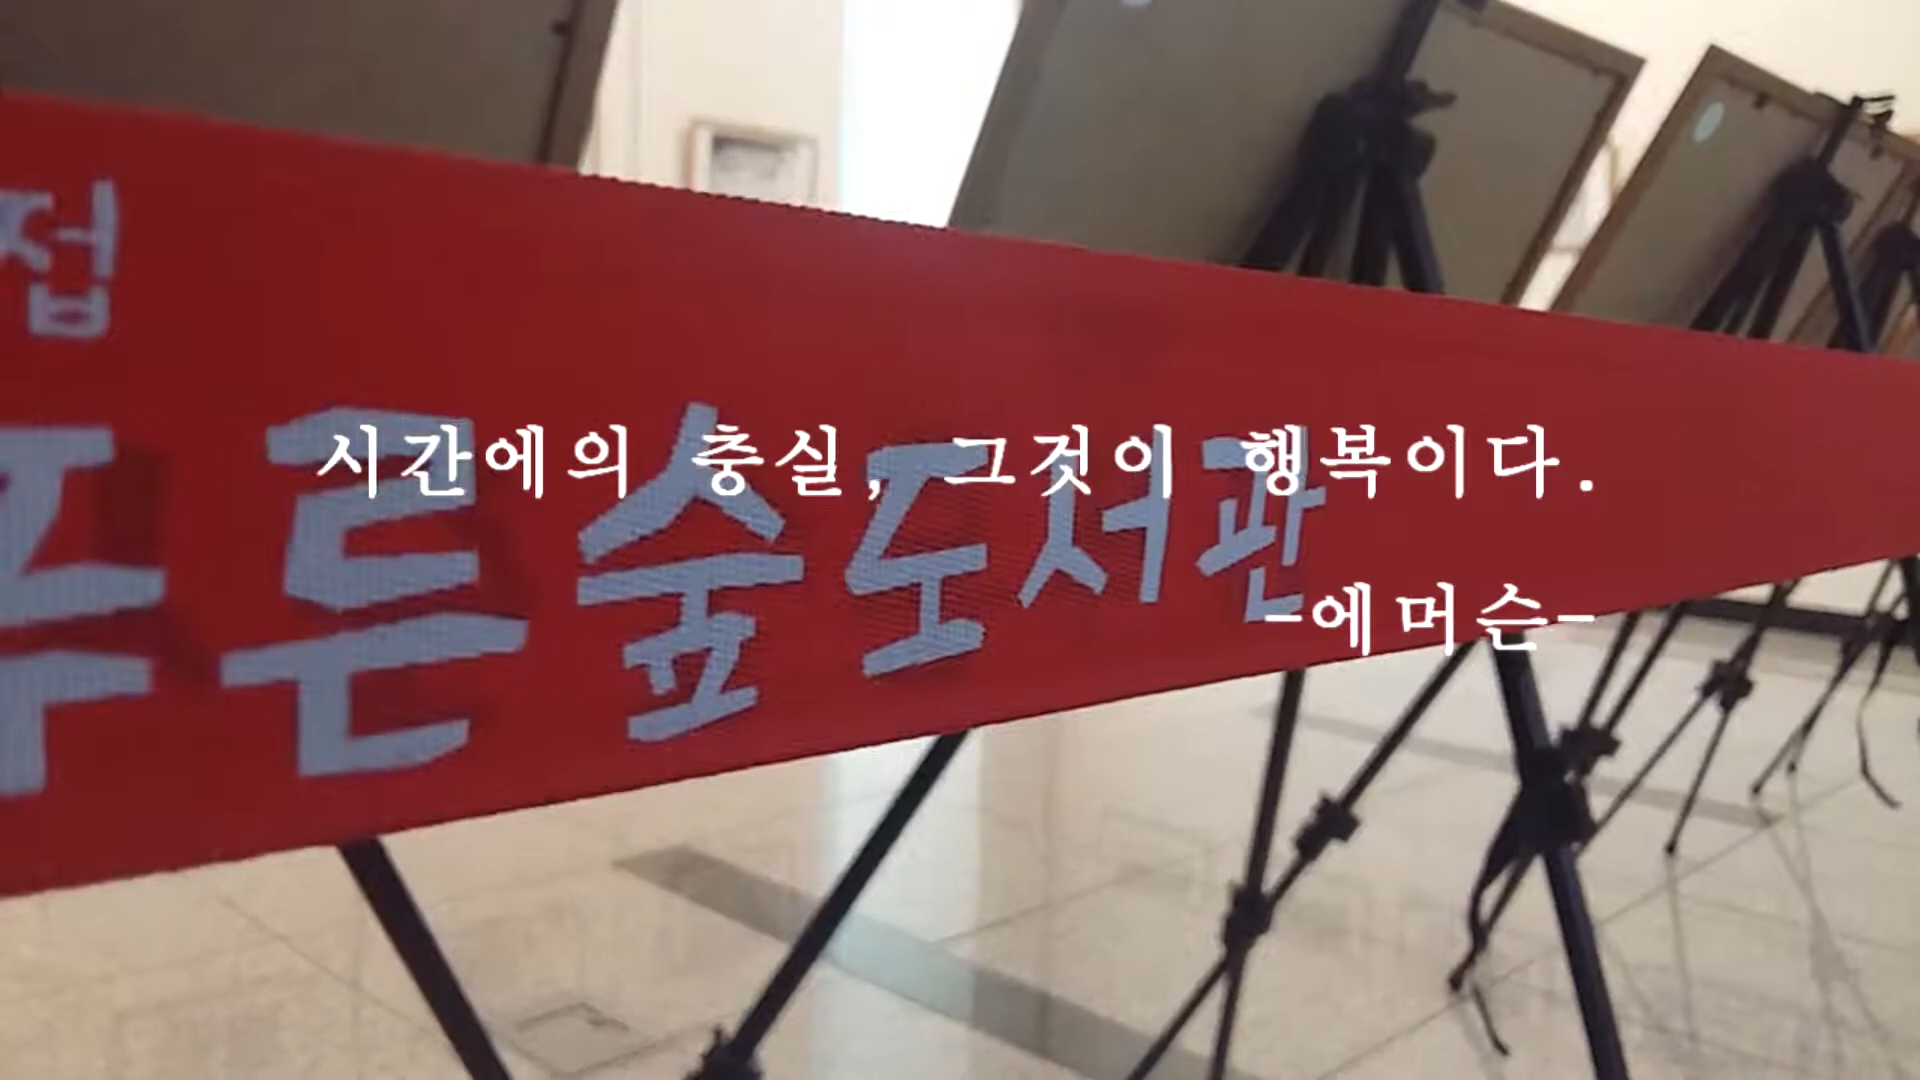 접
푸른숲도서관
시간에의 충실, 그것이 행복이다.
-에머슨-